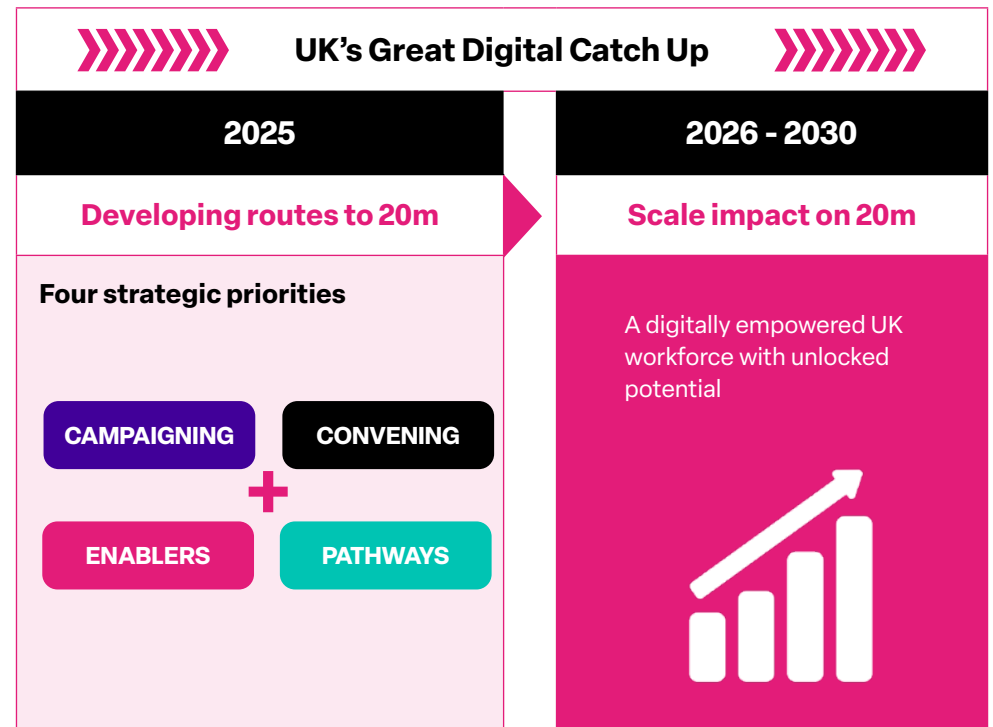 UK’s Great Digital Catch Up
2025
Developing routes to 20m
Four strategic priorities
CAMPAIGNING
CONVENING
ENABLERS
PATHWAYS
2026 - 2030
Scale impact on 20m
A digitally empowered UK
workforce with unlocked
potential